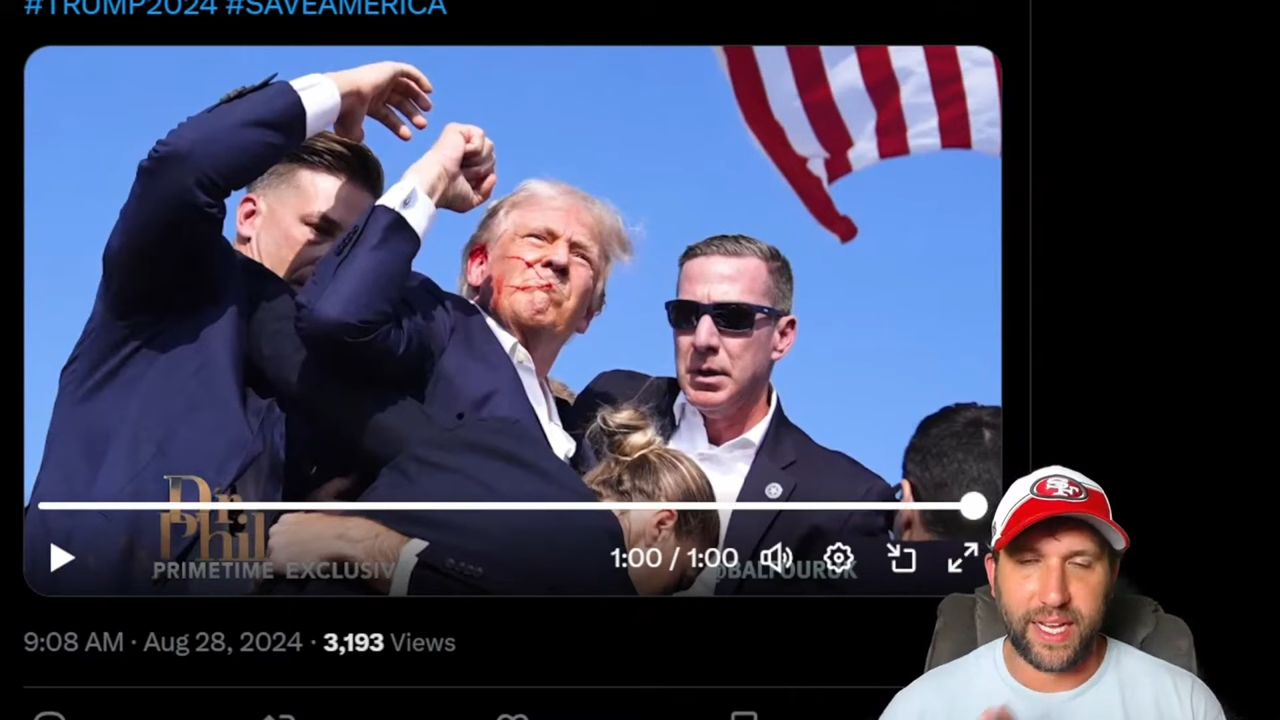 #TRUMP2024 #SAVEAMERICA
Dr.
Phil
PRIMETIME EXCLUSIV
1:00 / 1:00
@BALFOURUK
9:08 AM · Aug 28, 2024 · 3,193 Views
SF